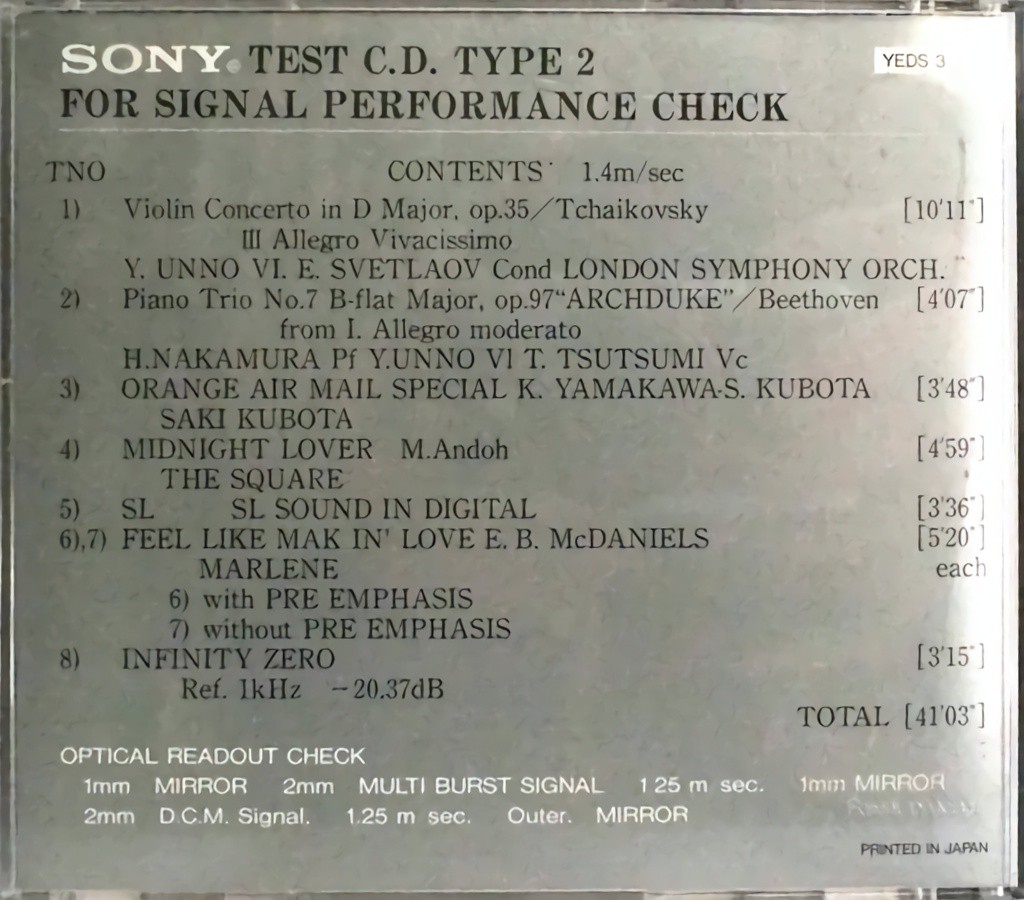 SONY® TEST C.D. TYPE 2 YEDS 3
FOR SIGNAL PERFORMANCE CHECK
TNO CONTENTS 1.4m/sec
1) Violin Concerto in D Major, op.35/Tchaikovsky [10'11"]
III Allegro Vivacissimo
Y. UNNO VI. E. SVETLAOV Cond LONDON SYMPHONY ORCH.
2) Piano Trio No.7 B-flat Major, op.97"ARCHDUKE"/Beethoven [4'07"]
from I. Allegro moderato
H.NAKAMURA Pf Y.UNNO Vl T. TSUTSUMI Vc
3) ORANGE AIR MAIL SPECIAL K. YAMAKAWA-S. KUBOTA [3'48"]
SAKI KUBOTA
4) MIDNIGHT LOVER M.Andoh [4'59"]
THE SQUARE
5) SL SL SOUND IN DIGITAL [3'36"]
6),7) FEEL LIKE MAK IN' LOVE E. B. McDANIELS [5'20"]
MARLENE each
6) with PRE EMPHASIS
7) without PRE EMPHASIS
8) INFINITY ZERO [3'15"]
Ref. 1kHz −20.37dB
TOTAL [41'03"]
OPTICAL READOUT CHECK
1mm MIRROR 2mm MULTI BURST SIGNAL 1 25 m sec. 1mm MIRROR
2mm D.C.M. Signal. 1.25 m sec. Outer. MIRROR
PRINTED IN JAPAN